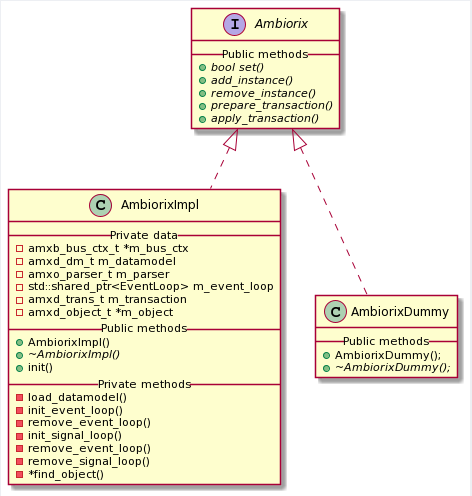 I Ambiorix
Public methods
bool set()
add_instance()
remove_instance()
prepare_transaction()
apply_transaction()
C AmbiorixImpl
Private data
amxb_bus_ctx_t *m_bus_ctx
amxd_dm_t m_datamodel
amxo_parser_t m_parser
std::shared_ptr<EventLoop> m_event_loop
amxd_trans_t m_transaction
amxd_object_t *m_object
Public methods
AmbiorixImpl()
~AmbiorixImpl()
init()
Private methods
load_datamodel()
init_event_loop()
remove_event_loop()
init_signal_loop()
remove_event_loop()
remove_signal_loop()
*find_object()
C AmbiorixDummy
Public methods
AmbiorixDummy();
~AmbiorixDummy();